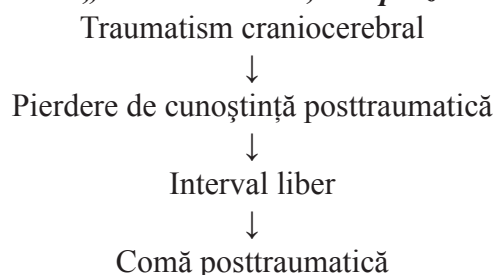 Traumatism craniocerebral
↓
Pierdere de cunoştinţă posttraumatică
↓
Interval liber
↓
Comă posttraumatică